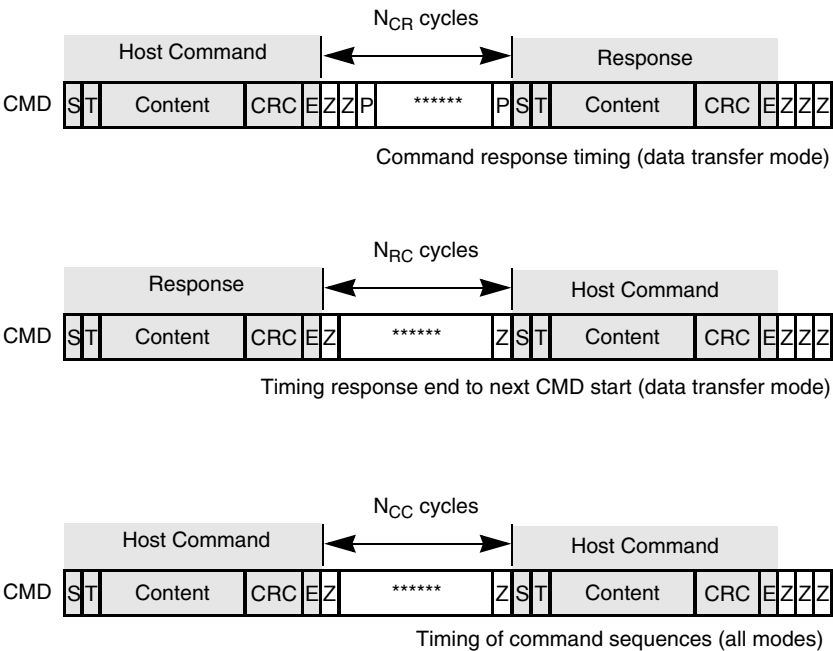 N_CR cycles
Host Command Response
CMD S T Content CRC E Z Z P ****** P S T Content CRC E Z Z Z
Command response timing (data transfer mode)
N_RC cycles
Response Host Command
CMD S T Content CRC E Z ****** Z S T Content CRC E Z Z Z
Timing response end to next CMD start (data transfer mode)
N_CC cycles
Host Command Host Command
CMD S T Content CRC E Z ****** Z S T Content CRC E Z Z Z
Timing of command sequences (all modes)